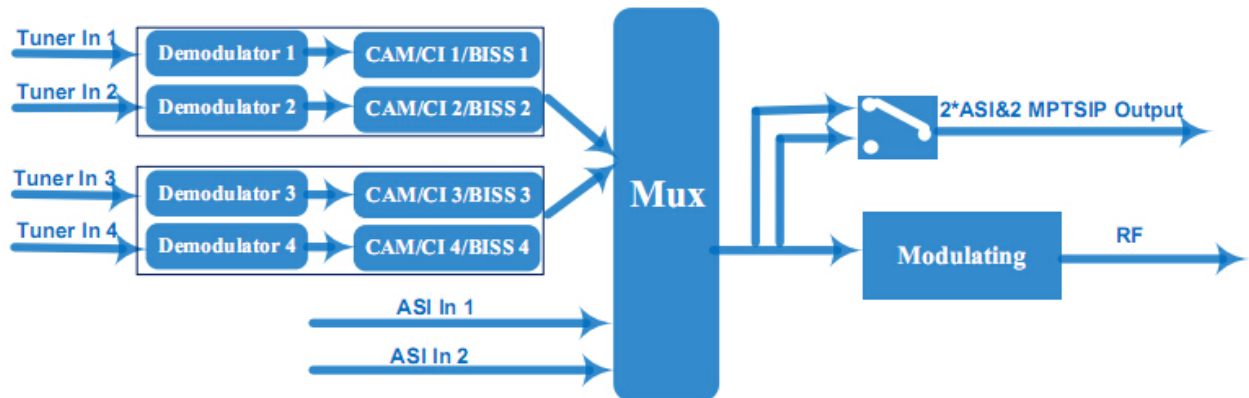 Tuner In 1
Demodulator 1
CAM/CI 1/BISS 1
Tuner In 2
Demodulator 2
CAM/CI 2/BISS 2
Tuner In 3
Demodulator 3
CAM/CI 3/BISS 3
Tuner In 4
Demodulator 4
CAM/CI 4/BISS 4
ASI In 1
ASI In 2
Mux
2*ASI&2 MPTSIP Output
Modulating
RF